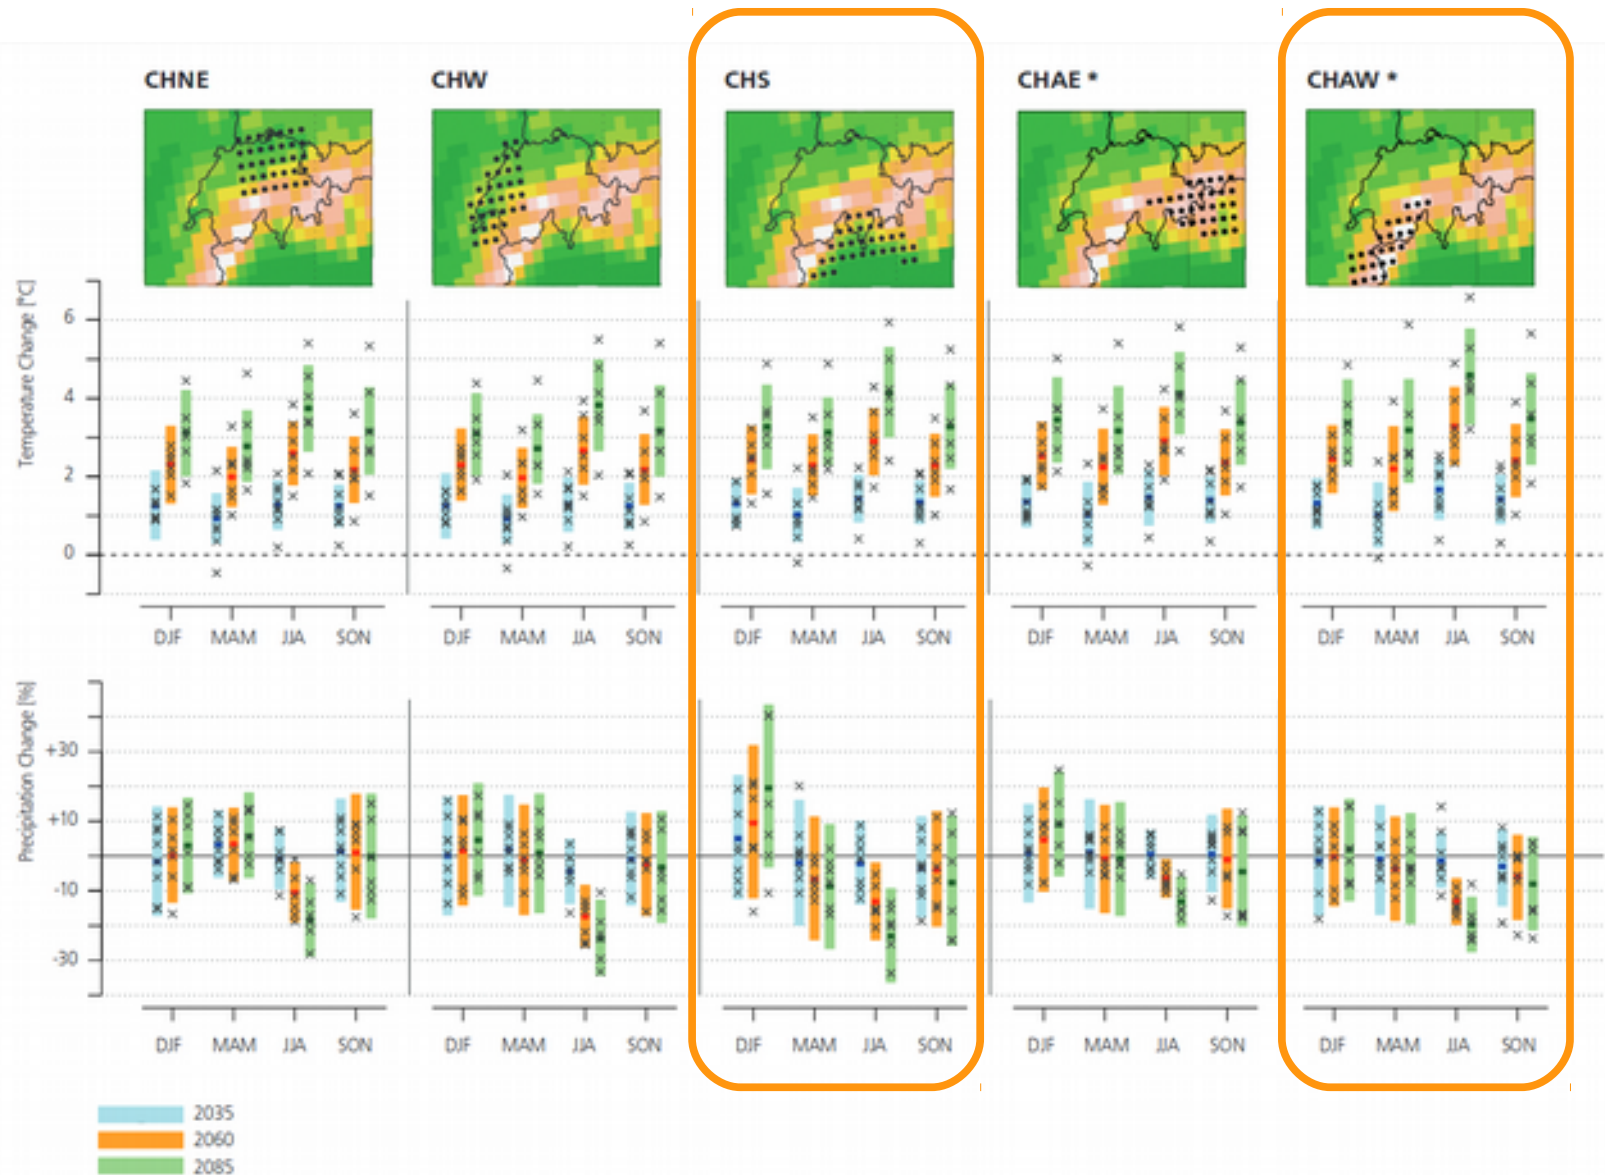 CHNE CHW CHS CHAE * CHAW *
Temperature Change [°C]
6
4
2
0
DJF MAM JJA SON DJF MAM JJA SON DJF MAM JJA SON DJF MAM JJA SON DJF MAM JJA SON
Precipitation Change [%]
+30
+10
-10
-30
DJF MAM JJA SON DJF MAM JJA SON DJF MAM JJA SON DJF MAM JJA SON DJF MAM JJA SON
2035
2060
2085